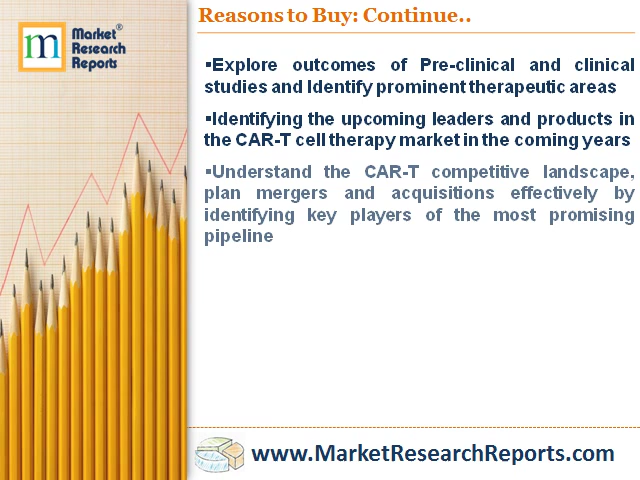 Reasons to Buy: Continue..
m
Market®
Research
Reports
▪Explore outcomes of Pre-clinical and clinical
studies and Identify prominent therapeutic areas
▪Identifying the upcoming leaders and products in
the CAR-T cell therapy market in the coming years
▪Understand the CAR-T competitive landscape,
plan mergers and acquisitions effectively by
identifying key players of the most promising
pipeline
www.MarketResearchReports.com